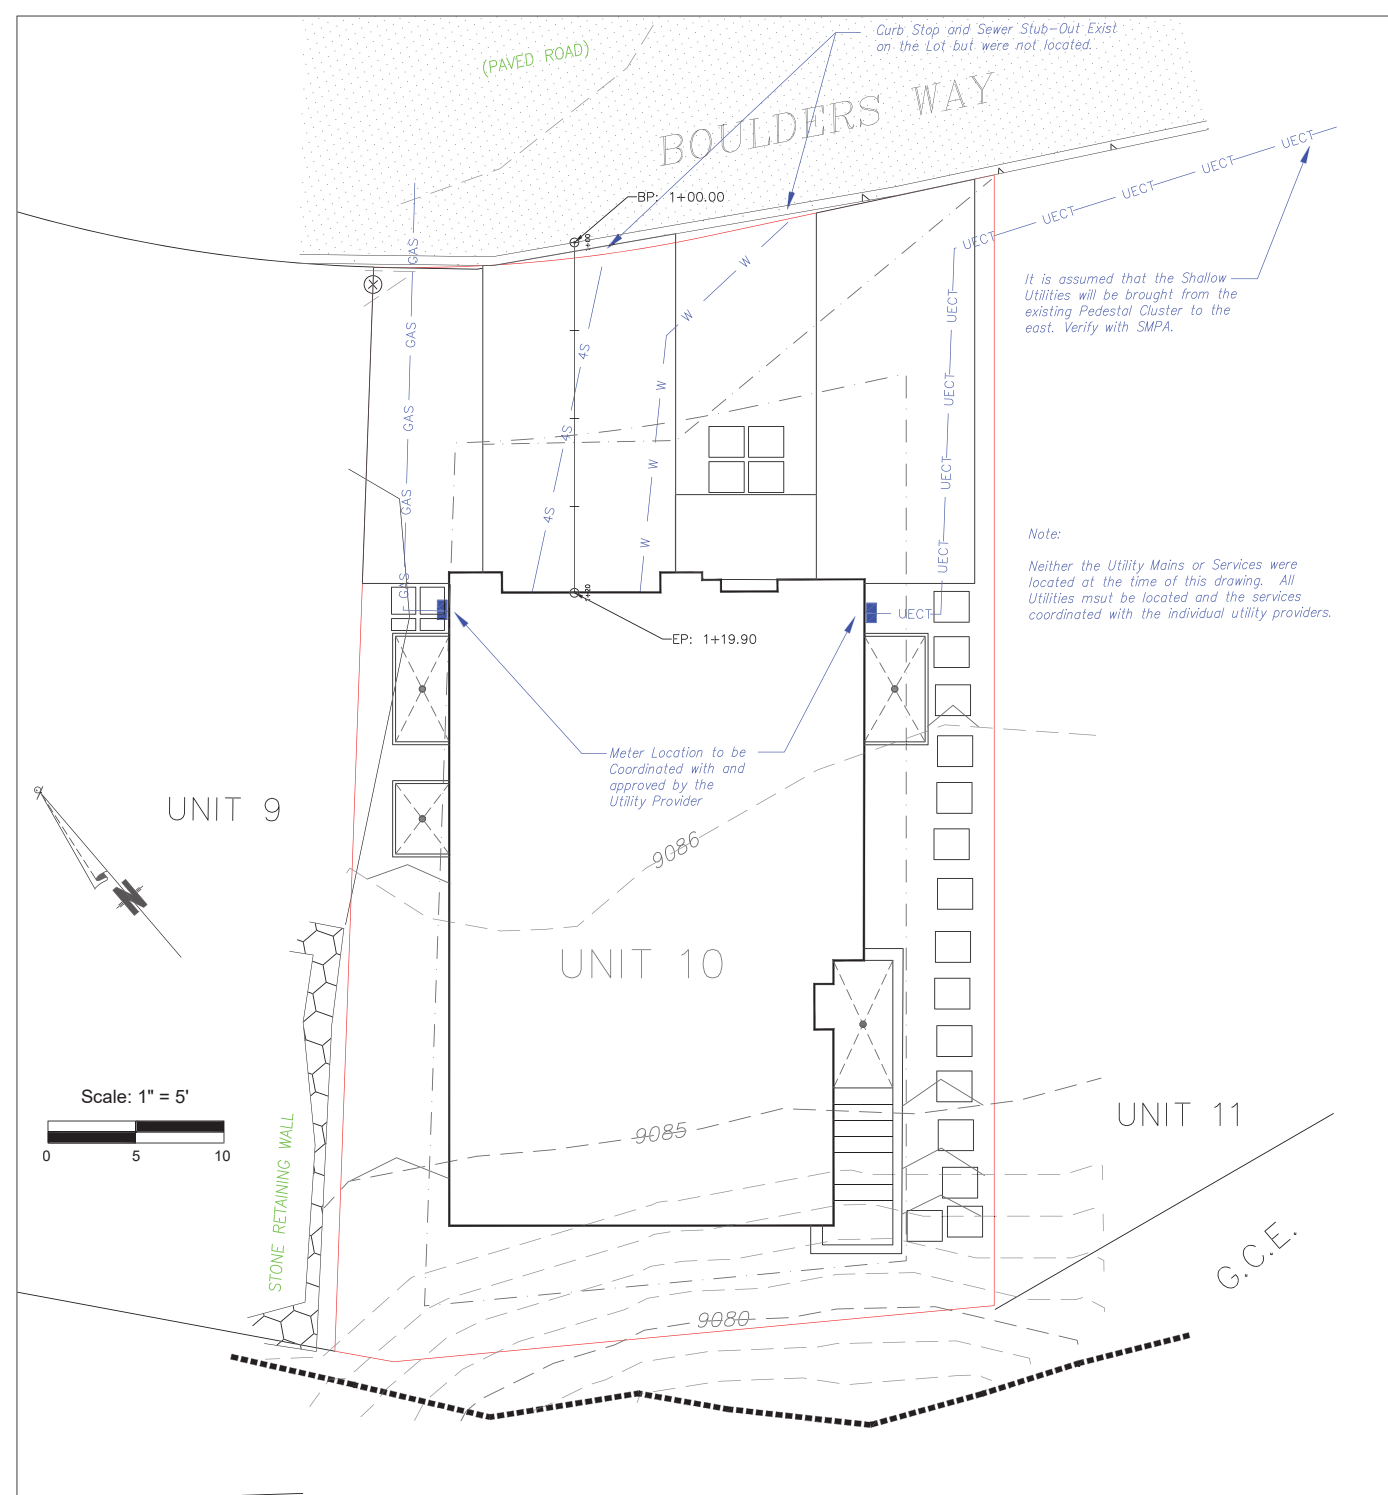 Curb Stop and Sewer Stub-Out Exist
on the Lot but were not located.
(PAVED ROAD)
BOULDERS WAY
UECT
UECT
UECT
UECT
UECT
BP: 1+00.00
1+00
GAS
GAS
GAS
GAS
GAS
4S
4S
4S
W
W
W
W
W
UECT
UECT
UECT
UECT
UECT
It is assumed that the Shallow
Utilities will be brought from the
existing Pedestal Cluster to the
east. Verify with SMPA.
Note:
Neither the Utility Mains or Services were
located at the time of this drawing. All
Utilities msut be located and the services
coordinated with the individual utility providers.
1+20
EP: 1+19.90
Meter Location to be
Coordinated with and
approved by the
Utility Provider
UNIT 9
N
9086
UNIT 10
Scale: 1" = 5'
0 5 10
STONE RETAINING WALL
9085
UNIT 11
G.C.E.
9080